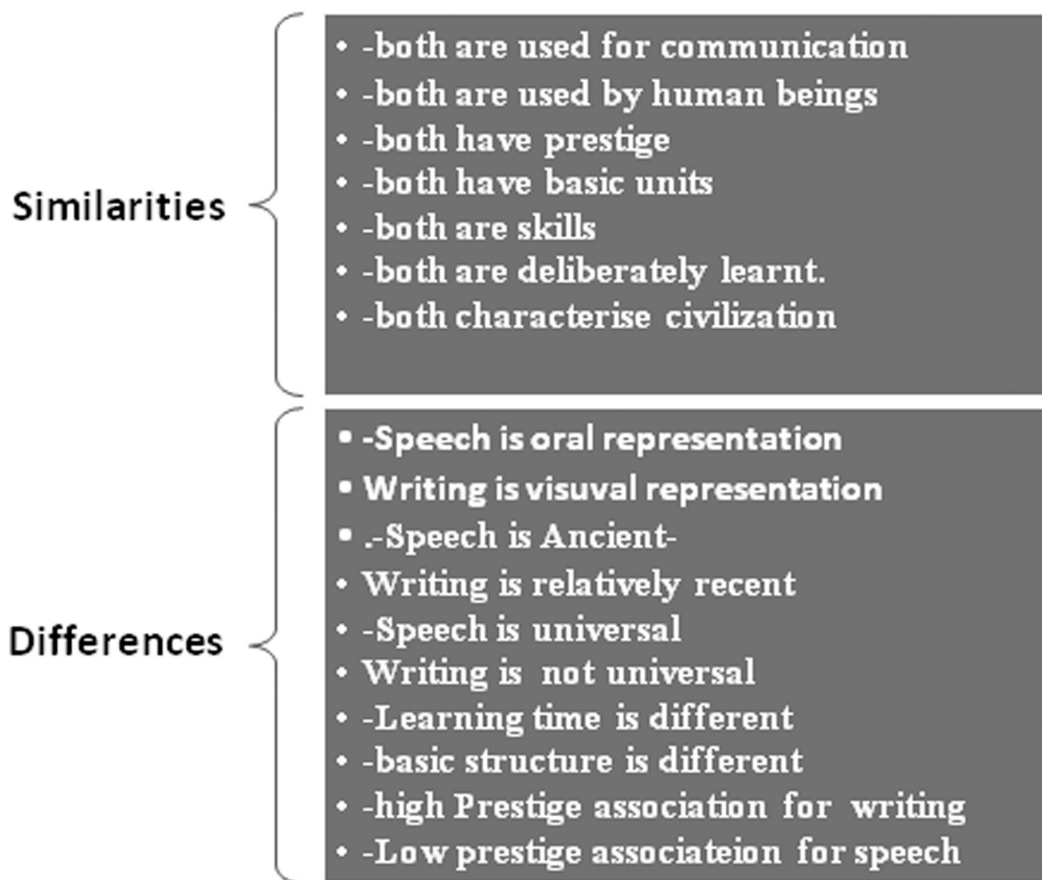 Similarities
• -both are used for communication
• -both are used by human beings
• -both have prestige
• -both have basic units
• -both are skills
• -both are deliberately learnt.
• -both characterise civilization
Differences
▪ -Speech is oral representation
▪ Writing is visuval representation
• .-Speech is Ancient-
• Writing is relatively recent
• -Speech is universal
• Writing is  not universal
• -Learning time is different
• -basic structure is different
• -high Prestige association for  writing
• -Low prestige associateion for speech